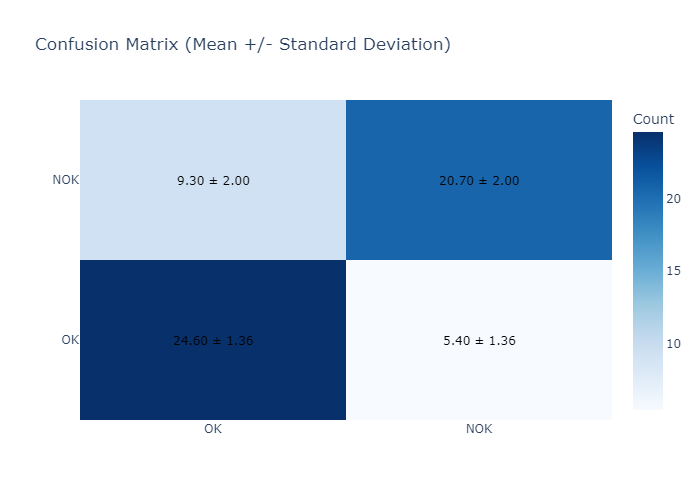 Confusion Matrix (Mean +/- Standard Deviation)
Count
NOK
9.30 ± 2.00
20.70 ± 2.00
20
15
10
OK
24.60 ± 1.36
5.40 ± 1.36
OK
NOK